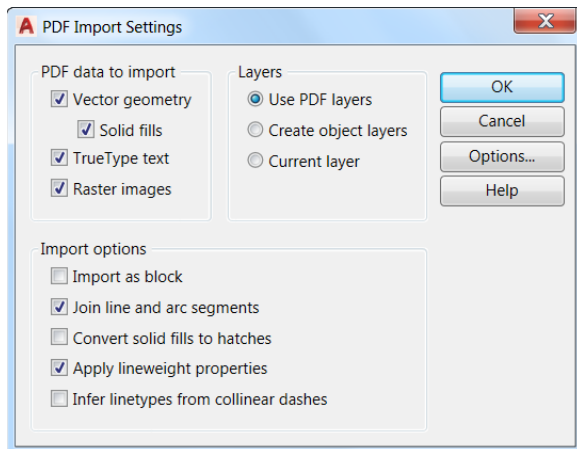 PDF Import Settings
PDF data to import
Vector geometry
Solid fills
TrueType text
Raster images
Layers
Use PDF layers
Create object layers
Current layer
OK
Cancel
Options...
Help
Import options
Import as block
Join line and arc segments
Convert solid fills to hatches
Apply lineweight properties
Infer linetypes from collinear dashes